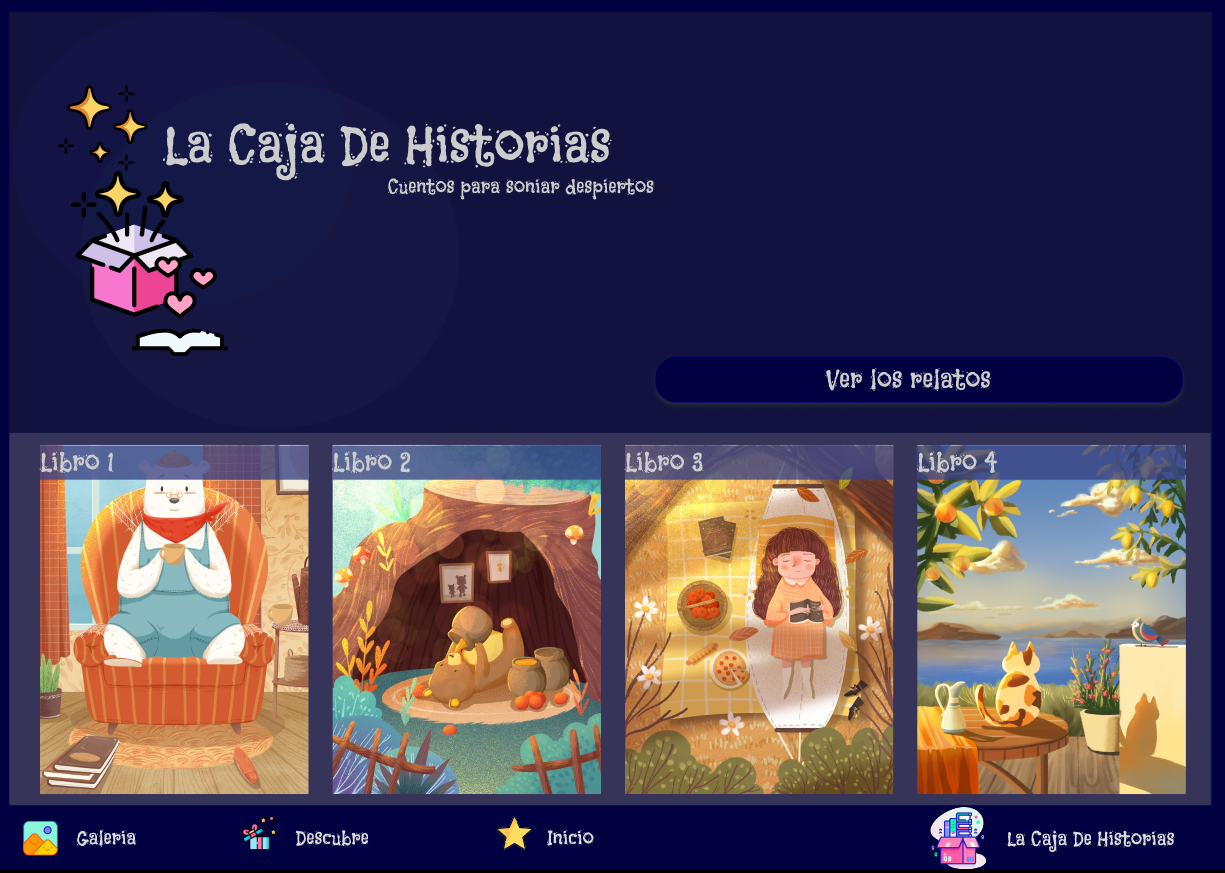 La Caja De Historias
Cuentos para soniar despiertos
Ver los relatos
Libro 1
Libro 2
Libro 3
Libro 4
Galeria
Descubre
Inicio
La Caja De Historias